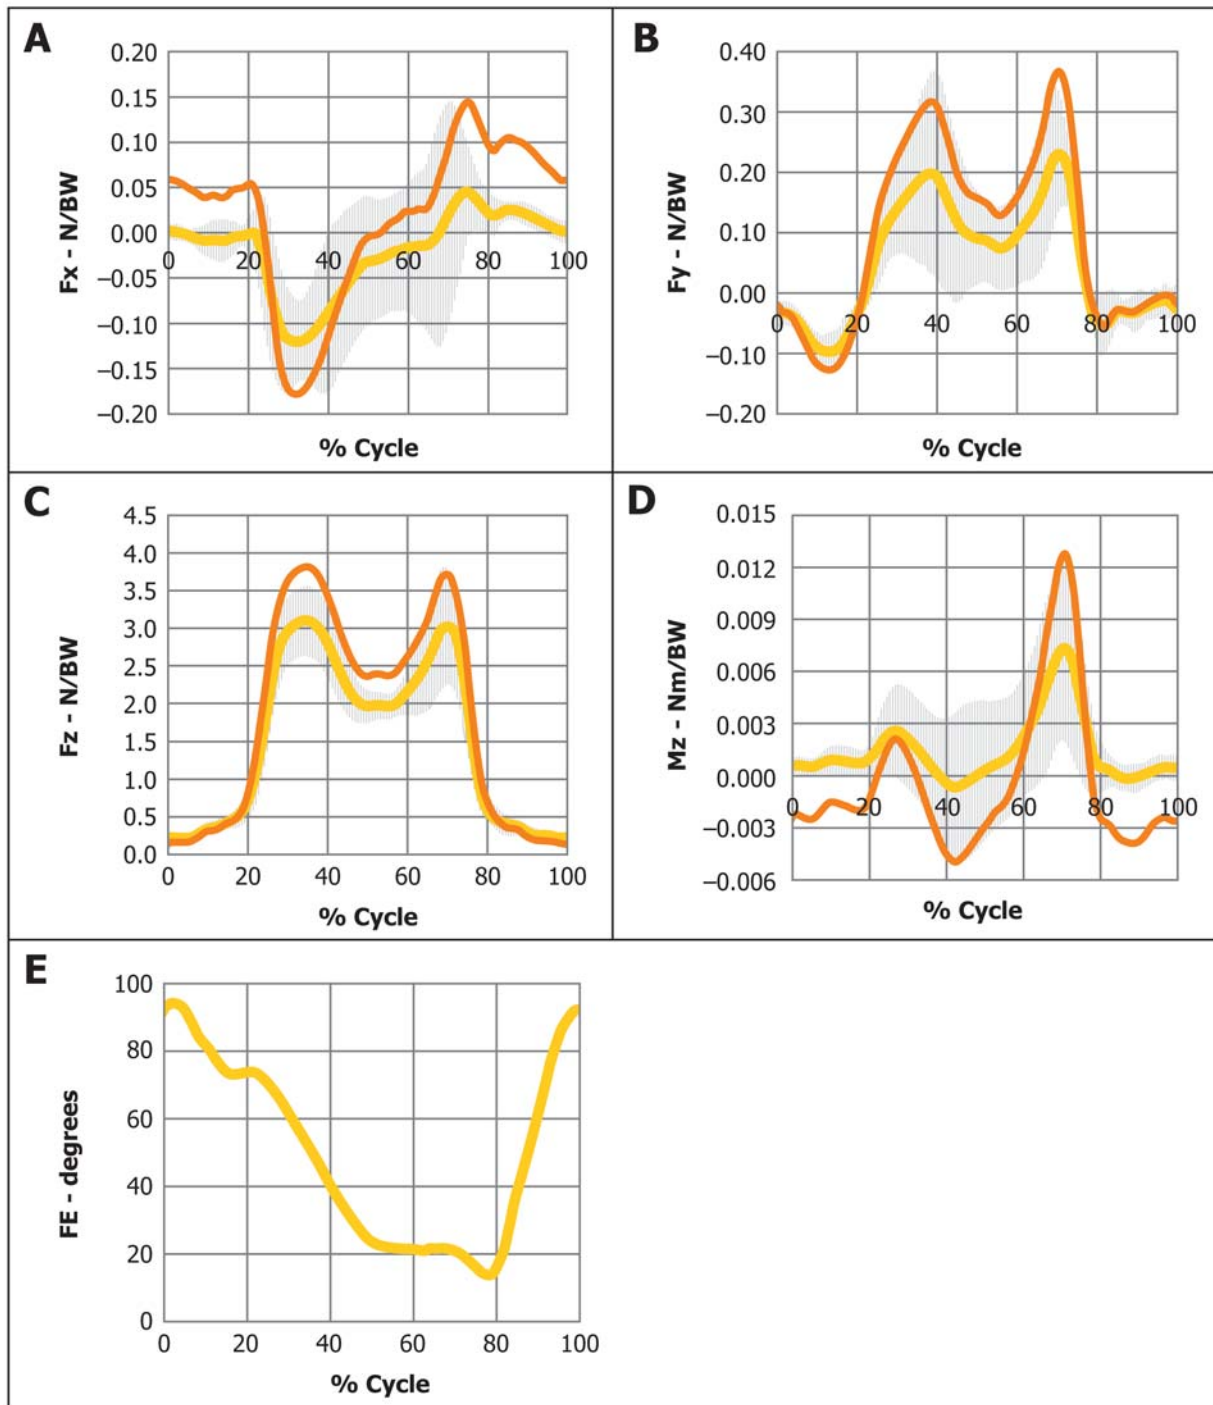 A
Fx - N/BW
0.20
0.15
0.10
0.05
0.00
−0.05
−0.10
−0.15
−0.20
0 20 40 60 80 100
% Cycle
B
Fy - N/BW
0.40
0.30
0.20
0.10
0.00
−0.10
−0.20
0 20 40 60 80 100
% Cycle
C
Fz - N/BW
4.5
4.0
3.5
3.0
2.5
2.0
1.5
1.0
0.5
0.0
0 20 40 60 80 100
% Cycle
D
Mz - Nm/BW
0.015
0.012
0.009
0.006
0.003
0.000
−0.003
−0.006
0 20 40 60 80 100
% Cycle
E
FE - degrees
100
80
60
40
20
0
0 20 40 60 80 100
% Cycle